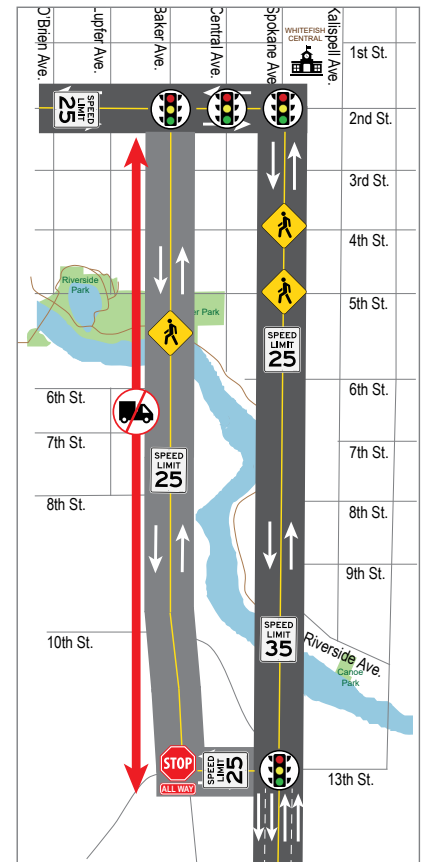 O'Brien Ave.
Lupfer Ave.
Baker Ave.
Central Ave.
Spokane Ave
Kalispell Ave.
WHITEFISH
CENTRAL
1st St.
SPEED
LIMIT
25
2nd St.
3rd St.
4th St.
Riverside
Park
er Park
5th St.
SPEED
LIMIT
25
6th St.
6th St.
7th St.
7th St.
SPEED
LIMIT
25
8th St.
8th St.
9th St.
10th St.
SPEED
LIMIT
35
Riverside Ave.
Canoe
Park
STOP
ALL WAY
SPEED
LIMIT
25
13th St.